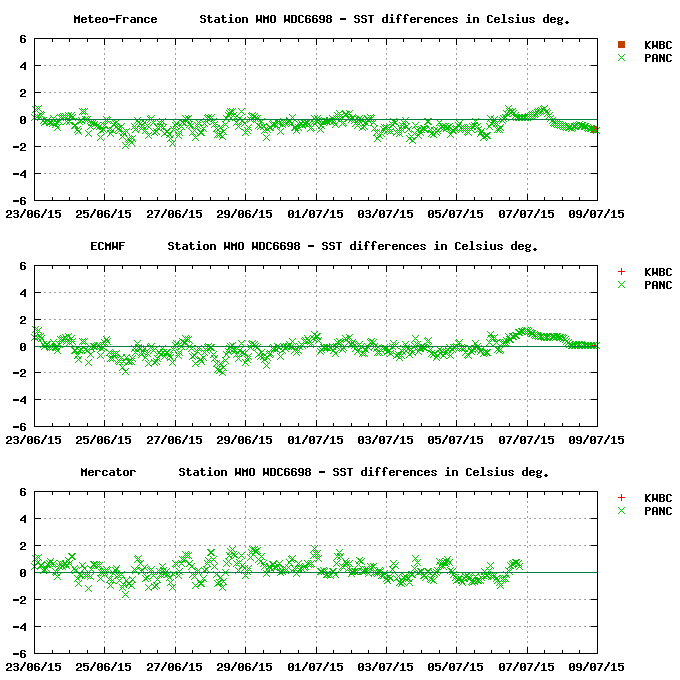 Meteo-France Station WMO WDC6698 - SST differences in Celsius deg.
6
4
2
0
-2
-4
-6
23/06/15 25/06/15 27/06/15 29/06/15 01/07/15 03/07/15 05/07/15 07/07/15 09/07/15
KWBC
PANC
ECMWF Station WMO WDC6698 - SST differences in Celsius deg.
6
4
2
0
-2
-4
-6
23/06/15 25/06/15 27/06/15 29/06/15 01/07/15 03/07/15 05/07/15 07/07/15 09/07/15
KWBC
PANC
Mercator Station WMO WDC6698 - SST differences in Celsius deg.
6
4
2
0
-2
-4
-6
23/06/15 25/06/15 27/06/15 29/06/15 01/07/15 03/07/15 05/07/15 07/07/15 09/07/15
KWBC
PANC